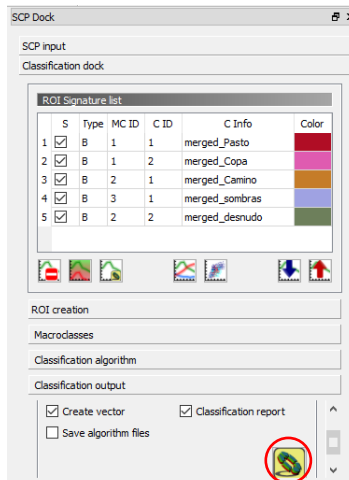 SCP Dock
SCP input
Classification dock
ROI Signature list
S Type MC ID C ID C Info Color
1 B 1 1 merged_Pasto
2 B 1 2 merged_Copa
3 B 2 1 merged_Camino
4 B 3 1 merged_sombras
5 B 2 2 merged_desnudo
ROI creation
Macroclasses
Classification algorithm
Classification output
Create vector Classification report
Save algorithm files